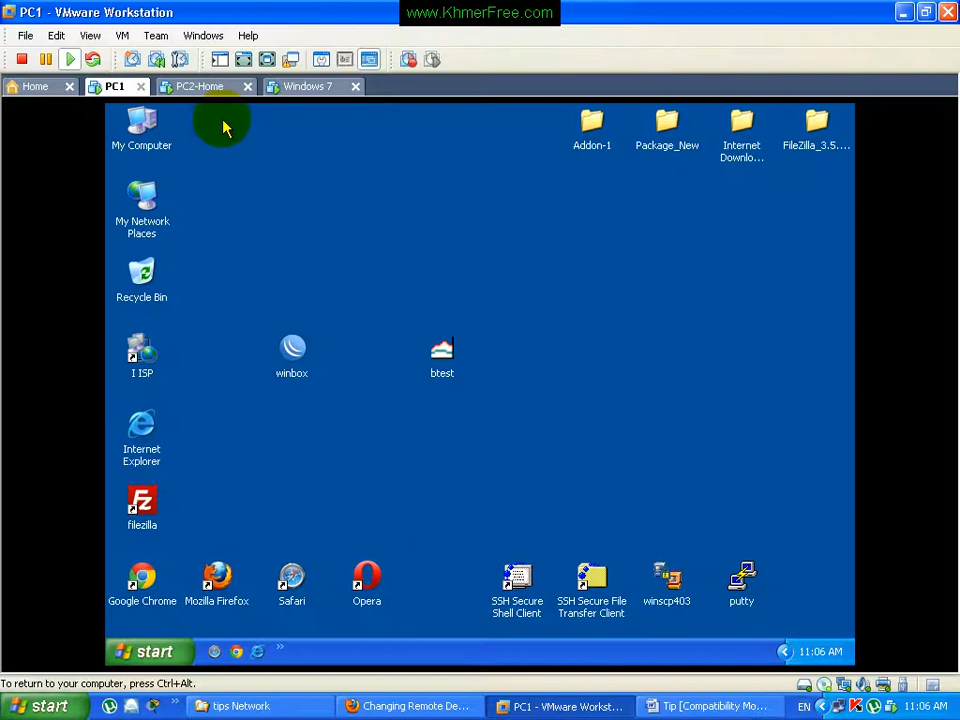 PC1 - VMware Workstation
www.KhmerFree.com
File Edit View VM Team Windows Help
Home PC1 PC2-Home Windows 7
My Computer
Addon-1
Package_New
Internet
Downlo...
FileZilla_3.5....
My Network
Places
Recycle Bin
I ISP
winbox
btest
Internet
Explorer
Fz
filezilla
Google Chrome
Mozilla Firefox
Safari
Opera
SSH Secure
Shell Client
SSH Secure File
Transfer Client
winscp403
putty
start
11:06 AM
To return to your computer, press Ctrl+Alt.
start
tips Network
Changing Remote De...
PC1 - VMware Workst...
Tip [Compatibility Mo...
EN
11:06 AM